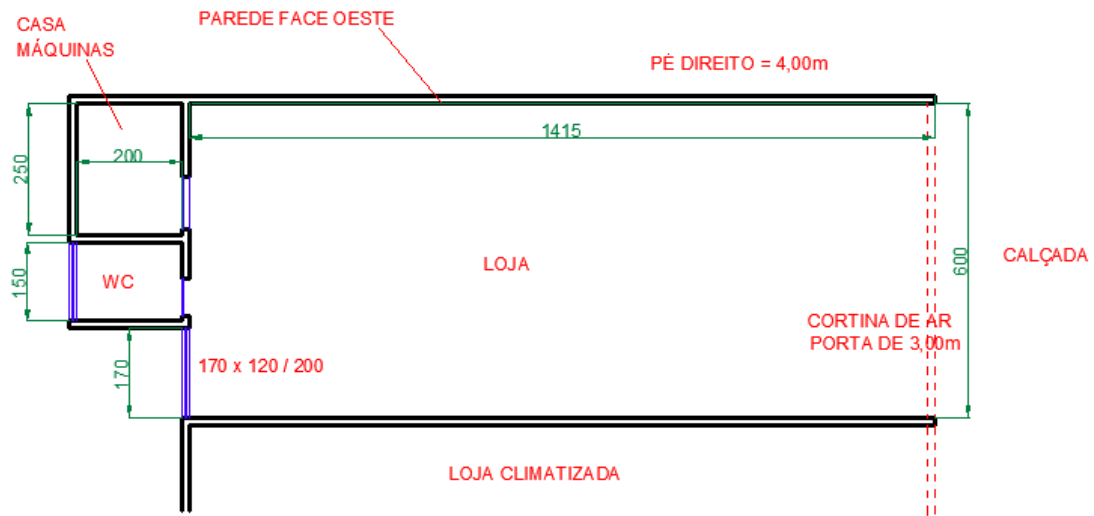 CASA
MÁQUINAS
PAREDE FACE OESTE
PÉ DIREITO = 4,00m
1415
200
250
LOJA
600
CALÇADA
WC
150
CORTINA DE AR
PORTA DE 3,00m
170 x 120 / 200
170
LOJA CLIMATIZADA